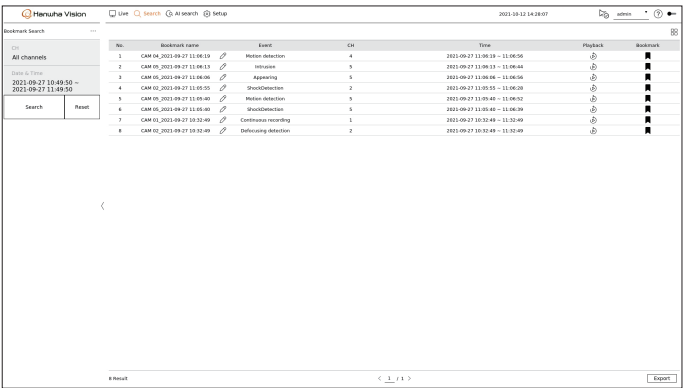 Hanwha Vision Live Search AI search Setup 2021-10-12 14:28:07 admin
Bookmark Search ...
CH
All channels
Date & Time
2021-09-27 10:49:50 ~
2021-09-27 11:49:50
Search Reset
No. Bookmark name Event CH Time Playback Bookmark
1 CAM 04_2021-09-27 11:06:19 Motion detection 4 2021-09-27 11:06:19 ~ 11:06:56
2 CAM 05_2021-09-27 11:06:13 Intrusion 5 2021-09-27 11:06:13 ~ 11:06:44
3 CAM 05_2021-09-27 11:06:06 Appearing 5 2021-09-27 11:06:06 ~ 11:06:56
4 CAM 02_2021-09-27 11:05:55 ShockDetection 2 2021-09-27 11:05:55 ~ 11:06:28
5 CAM 05_2021-09-27 11:05:40 Motion detection 5 2021-09-27 11:05:40 ~ 11:06:52
6 CAM 05_2021-09-27 11:05:40 ShockDetection 5 2021-09-27 11:05:40 ~ 11:06:39
7 CAM 01_2021-09-27 10:32:49 Continuous recording 1 2021-09-27 10:32:49 ~ 11:32:49
8 CAM 02_2021-09-27 10:32:49 Defocusing detection 2 2021-09-27 10:32:49 ~ 11:32:49
8 Result < 1 / 1 > Export